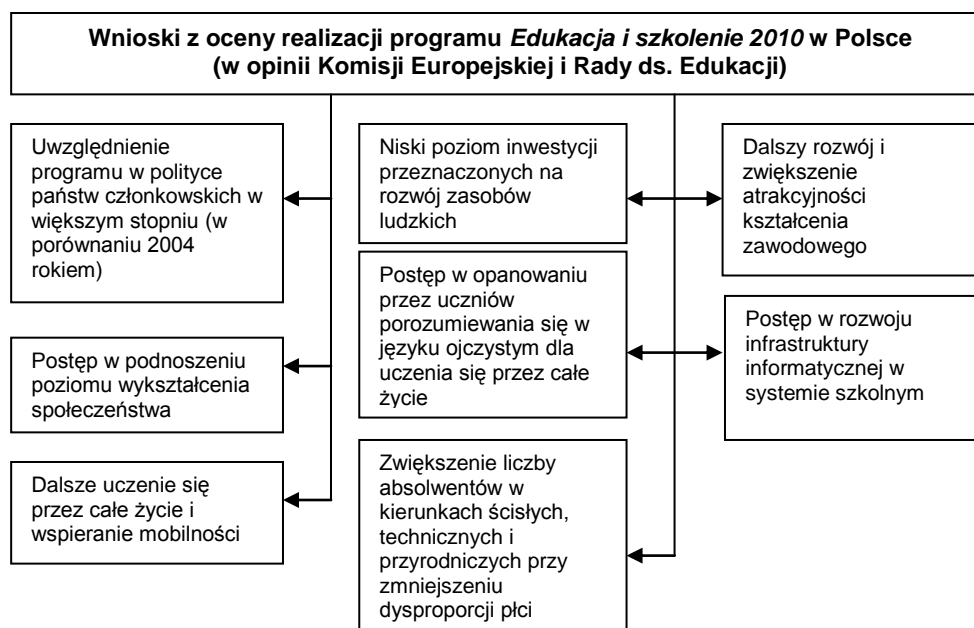 Wnioski z oceny realizacji programu Edukacja i szkolenie 2010 w Polsce
(w opinii Komisji Europejskiej i Rady ds. Edukacji)
Uwzględnienie
programu w polityce
państw członkowskich w
większym stopniu (w
porównaniu 2004
rokiem)
Postęp w podnoszeniu
poziomu wykształcenia
społeczeństwa
Dalsze uczenie się
przez całe życie i
wspieranie mobilności
Niski poziom inwestycji
przeznaczonych na
rozwój zasobów
ludzkich
Postęp w opanowaniu
przez uczniów
porozumiewania się w
języku ojczystym dla
uczenia się przez całe
życie
Zwiększenie liczby
absolwentów w
kierunkach ścisłych,
technicznych i
przyrodniczych przy
zmniejszeniu
dysproporcji płci
Dalszy rozwój i
zwiększenie
atrakcyjności
kształcenia
zawodowego
Postęp w rozwoju
infrastruktury
informatycznej w
systemie szkolnym